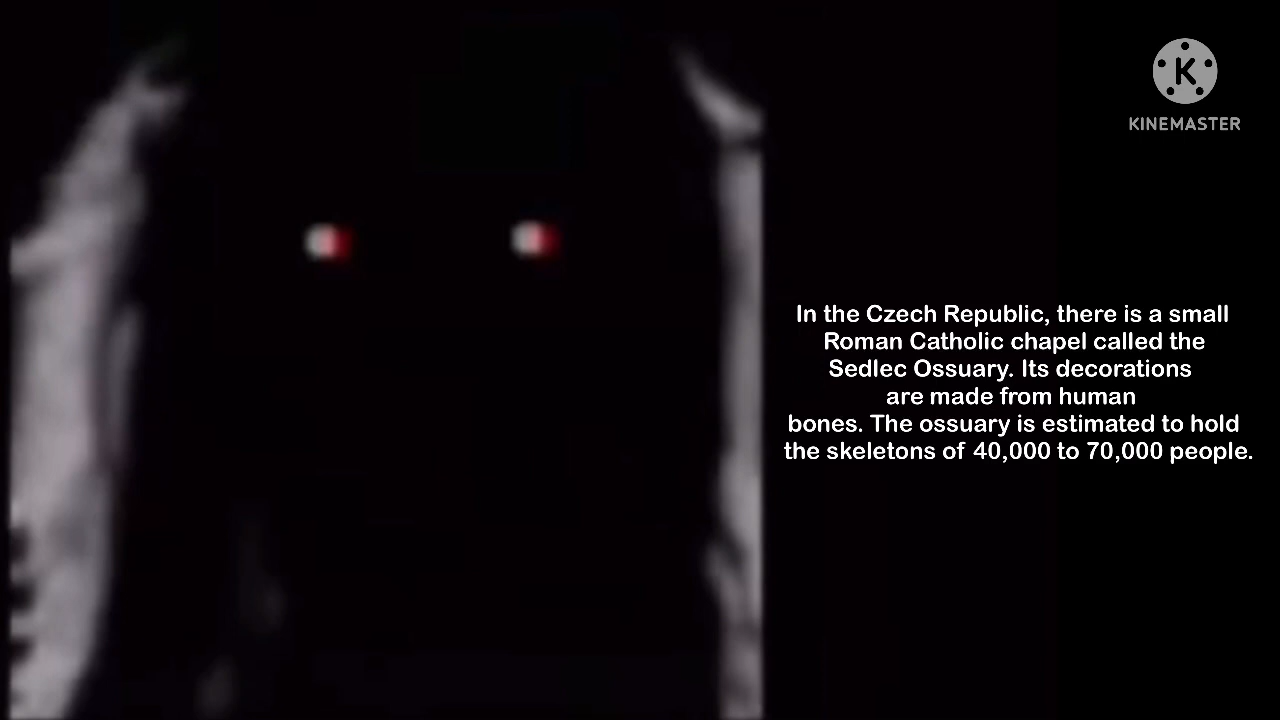 KINEMASTER
In the Czech Republic, there is a small
Roman Catholic chapel called the
Sedlec Ossuary. Its decorations
are made from human
bones. The ossuary is estimated to hold
the skeletons of 40,000 to 70,000 people.